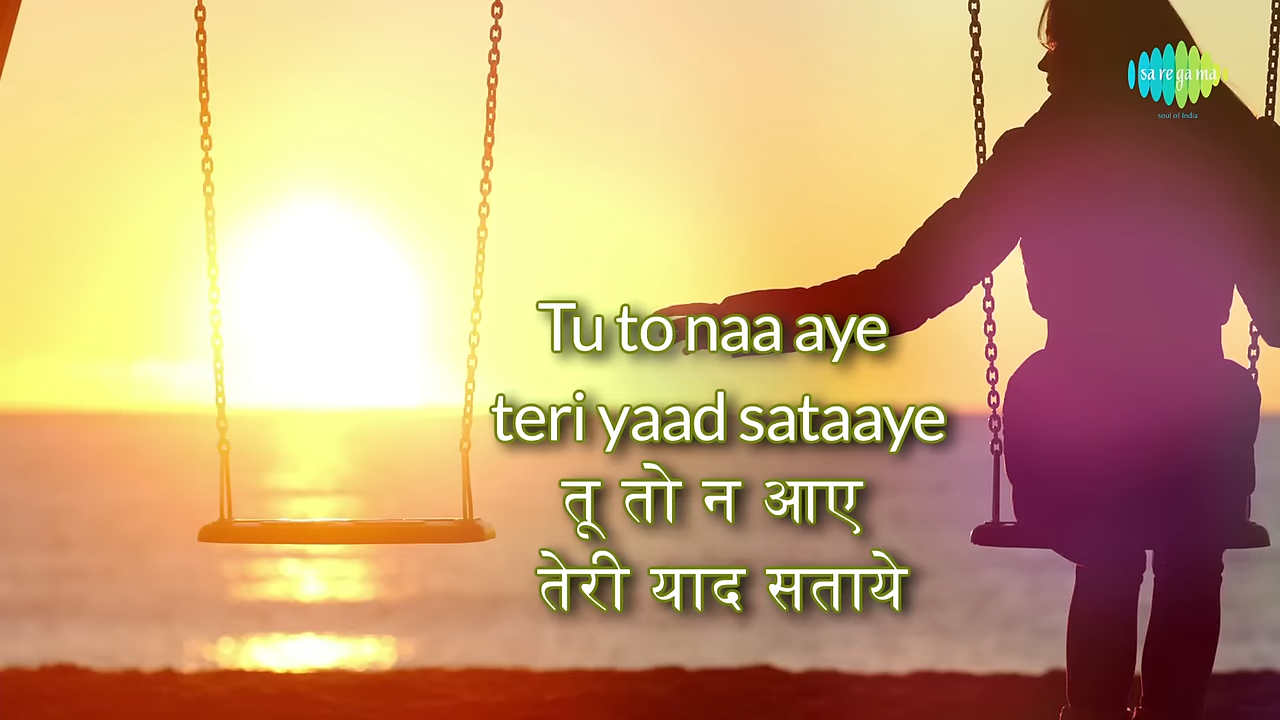 sa re ga ma
soul of India
Tu to naa aye
teri yaad sataaye
तू तो न आए
तेरी याद सताये